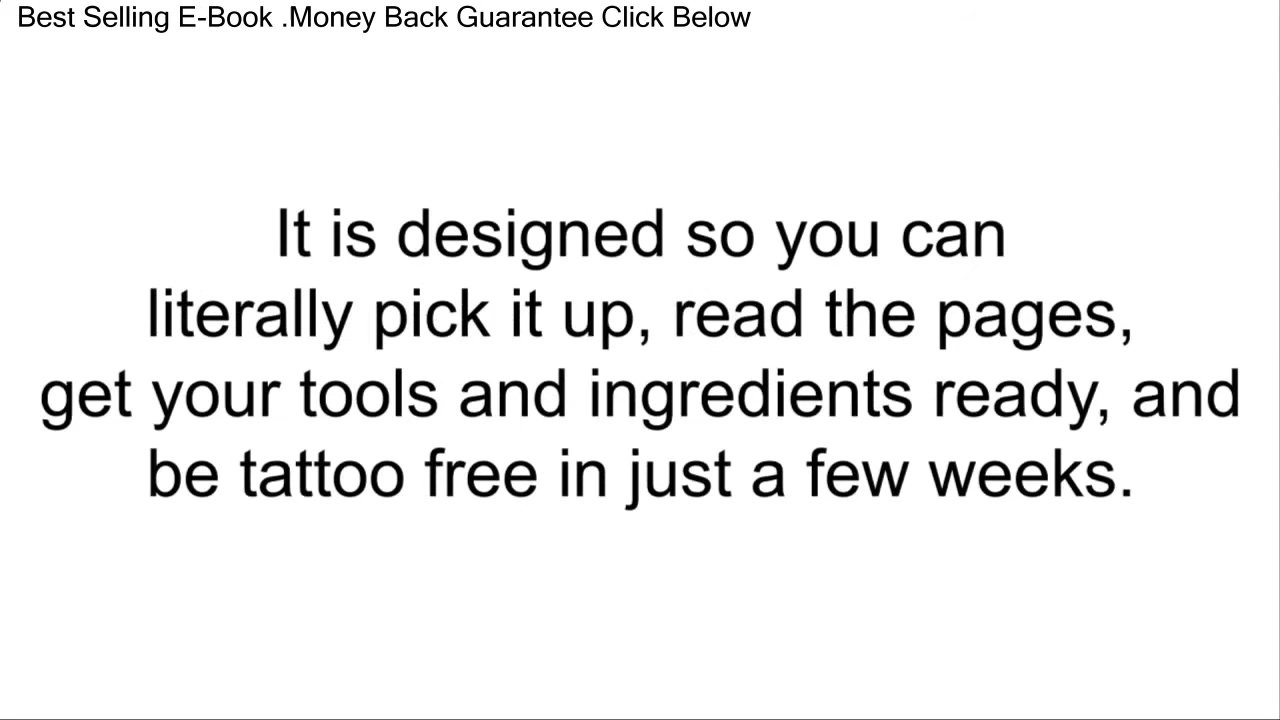 Best Selling E-Book .Money Back Guarantee Click Below
It is designed so you can
literally pick it up, read the pages,
get your tools and ingredients ready, and
be tattoo free in just a few weeks.